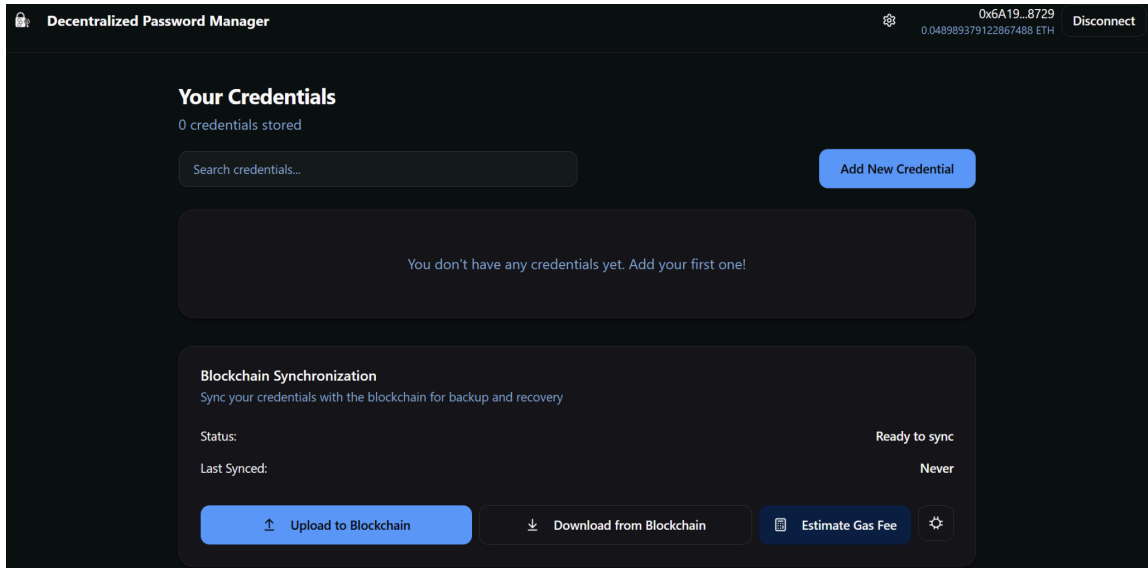 Decentralized Password Manager
0x6A19...8729
0.048989379122867488 ETH
Disconnect
Your Credentials
0 credentials stored
Search credentials...
Add New Credential
You don't have any credentials yet. Add your first one!
Blockchain Synchronization
Sync your credentials with the blockchain for backup and recovery
Status:
Ready to sync
Last Synced:
Never
Upload to Blockchain
Download from Blockchain
Estimate Gas Fee